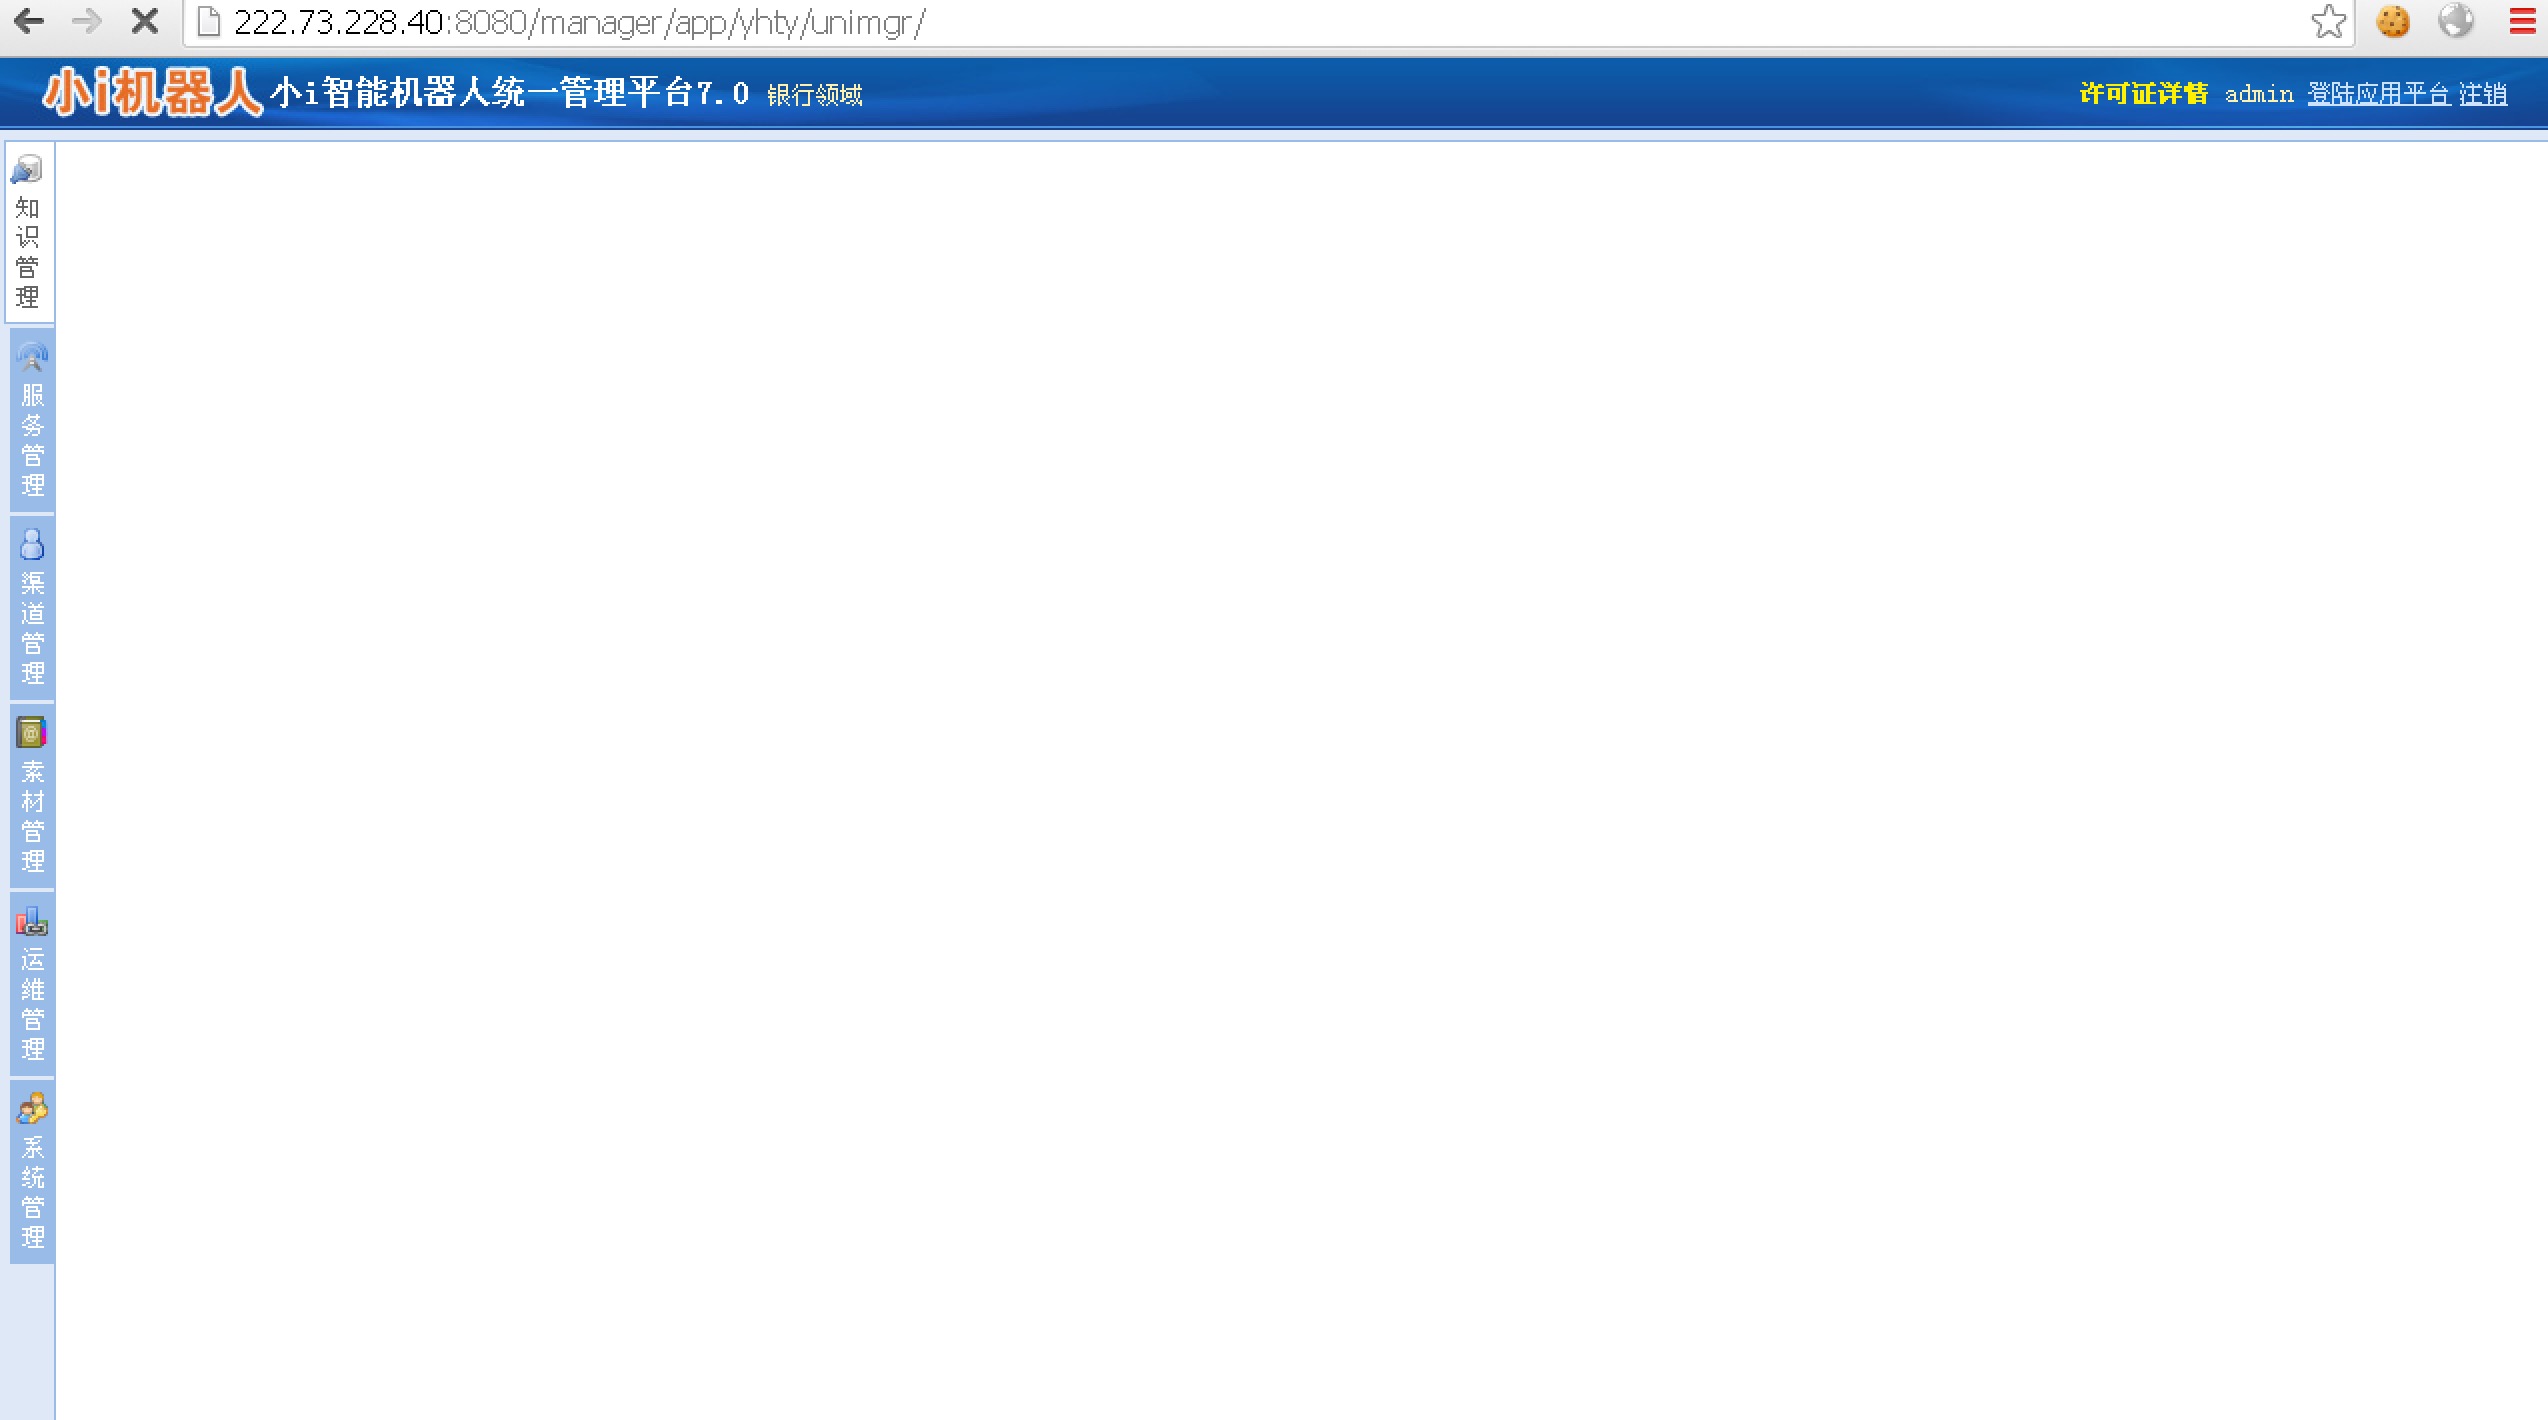 222.73.228.40:8080/manager/app/yhty/unimgr/
小i机器人 小i智能机器人统一管理平台7.0 银行领域 许可证详情 admin 登陆应用平台 注销
知识管理
服务管理
渠道管理
素材管理
运维管理
系统管理